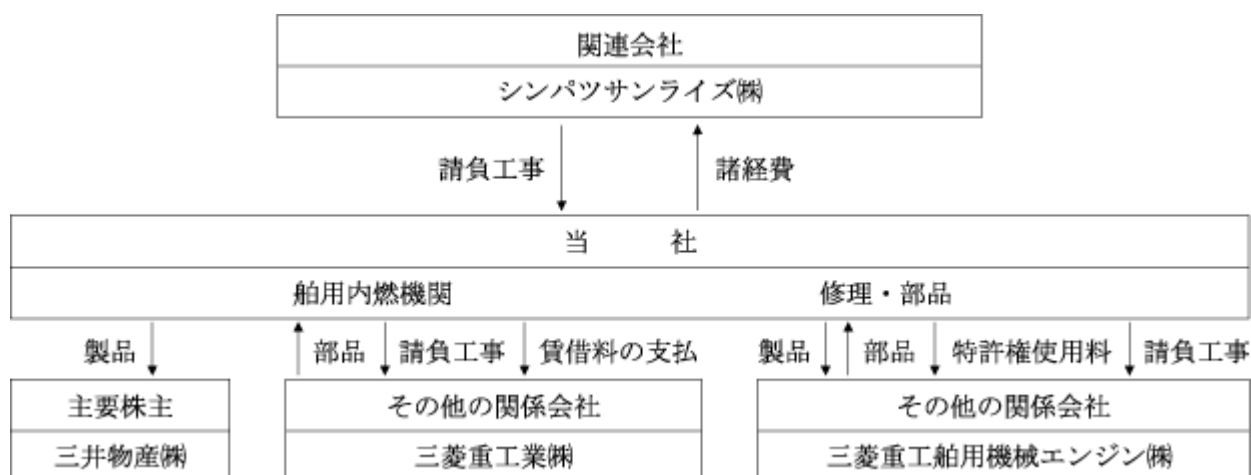 関連会社
シンパツサンライズ㈱
請負工事 諸経費
当 社
舶用内燃機関 修理・部品
製品 部品 請負工事 賃借料の支払 製品 部品 特許権使用料 請負工事
主要株主 その他の関係会社 その他の関係会社
三井物産㈱ 三菱重工業㈱ 三菱重工舶用機械エンジン㈱